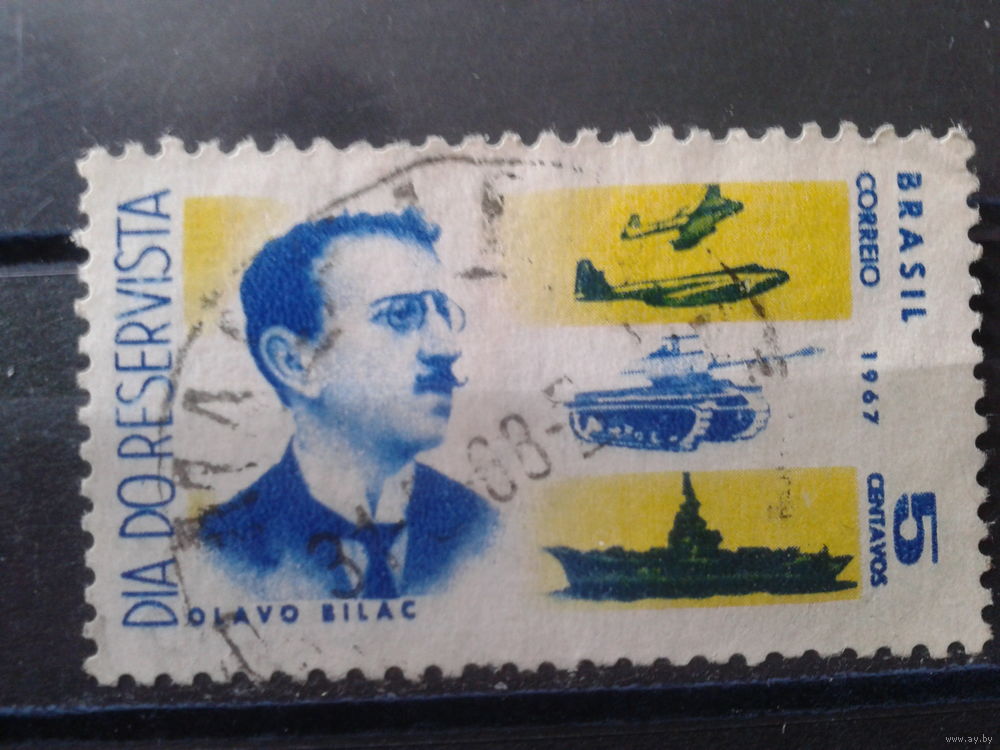 DIA DO RESERVISTA
OLAVO BILAC
BRASIL
CORREIO 1967
5
CENTAVOS
www.ay.by